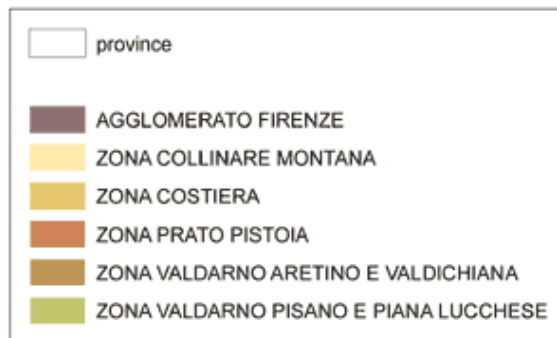 province
AGGLOMERATO FIRENZE
ZONA COLLINARE MONTANA
ZONA COSTIERA
ZONA PRATO PISTOIA
ZONA VALDARNO ARETINO E VALDICHIANA
ZONA VALDARNO PISANO E PIANA LUCCHESE